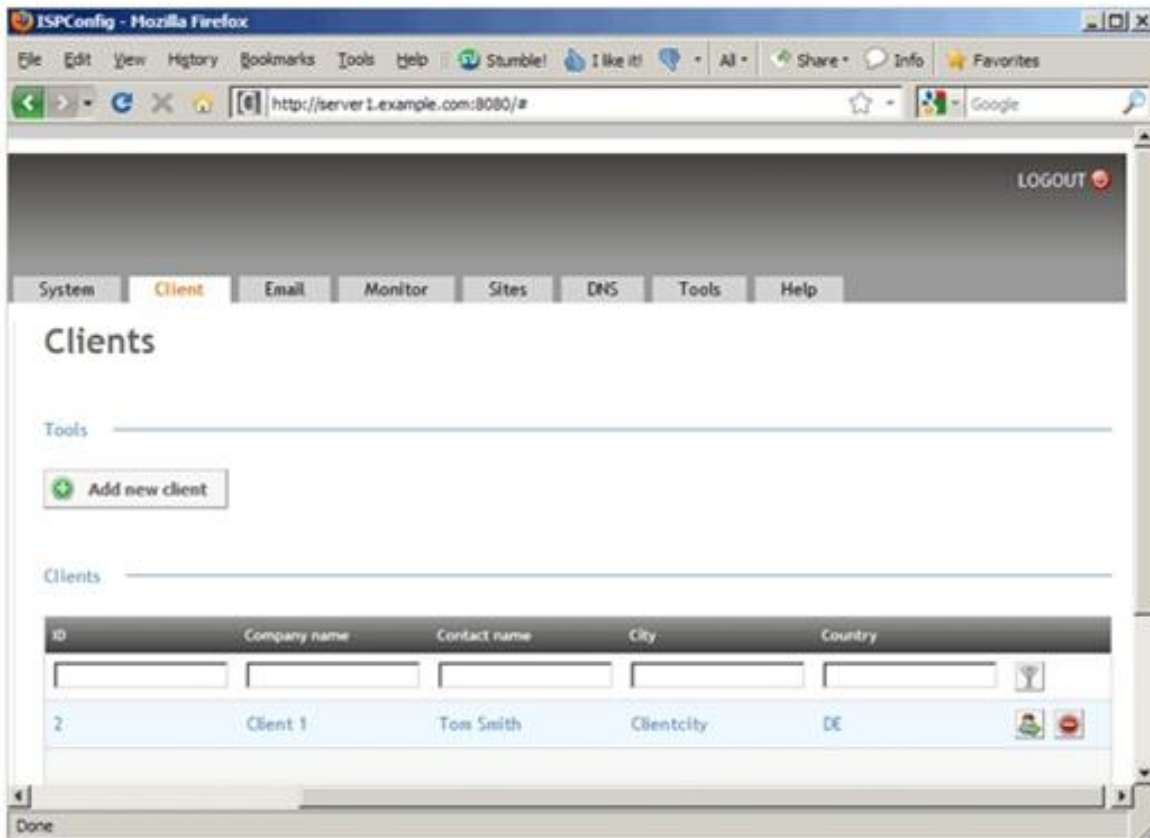 ISPConfig - Mozilla Firefox
File Edit View History Bookmarks Tools Help Stumble! I like it! All Share Info Favorites
http://server1.example.com:8080/# Google
LOGOUT
System Client Email Monitor Sites DNS Tools Help
Clients
Tools
Add new client
Clients
ID Company name Contact name City Country
2 Client 1 Tom Smith Clientcity DE
Done